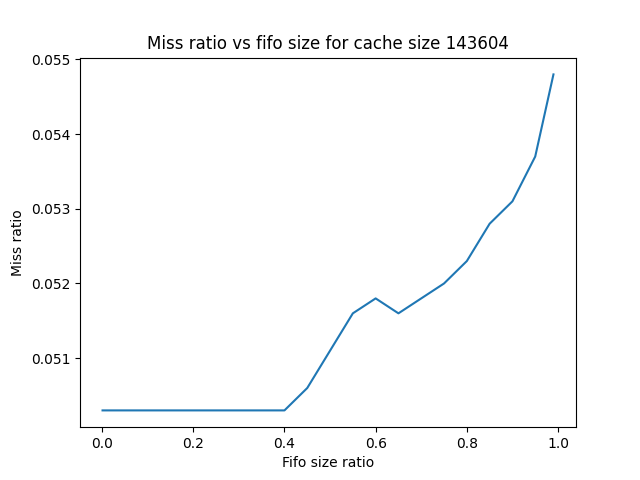 Miss ratio vs fifo size for cache size 143604
0.055
0.054
0.053
0.052
0.051
Miss ratio
0.0 0.2 0.4 0.6 0.8 1.0
Fifo size ratio